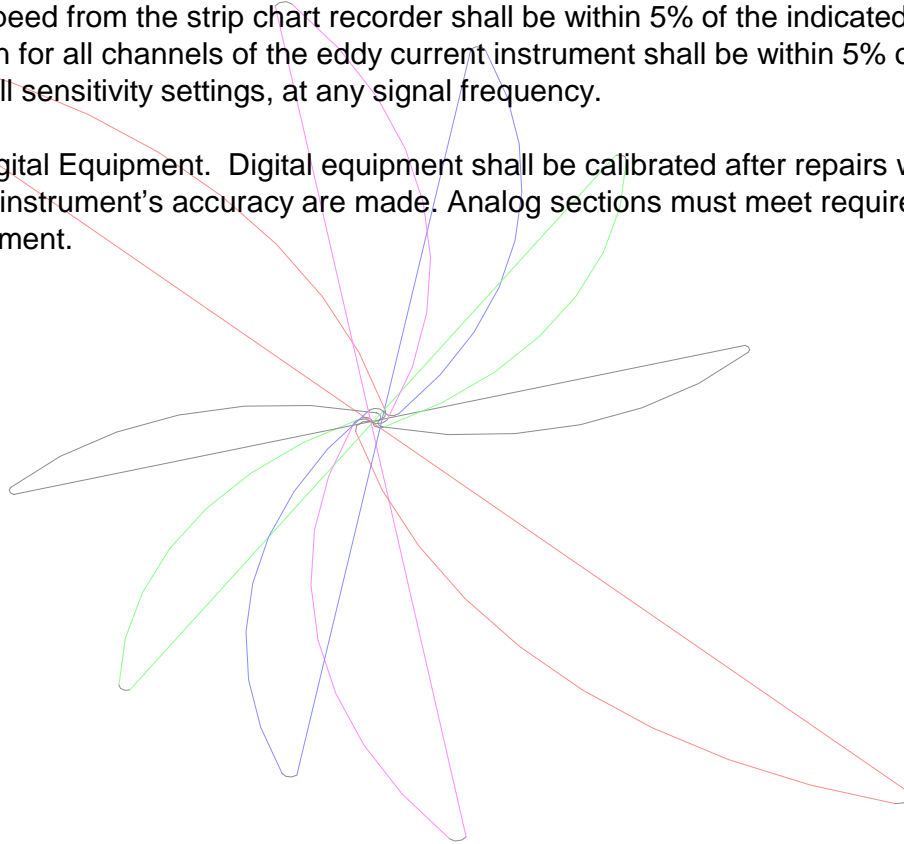 peed from the strip chart recorder shall be within 5% of the indicated
for all channels of the eddy current instrument shall be within 5% o
ll sensitivity settings, at any signal frequency.
gital Equipment. Digital equipment shall be calibrated after repairs w
instrument’s accuracy are made. Analog sections must meet require
ment.